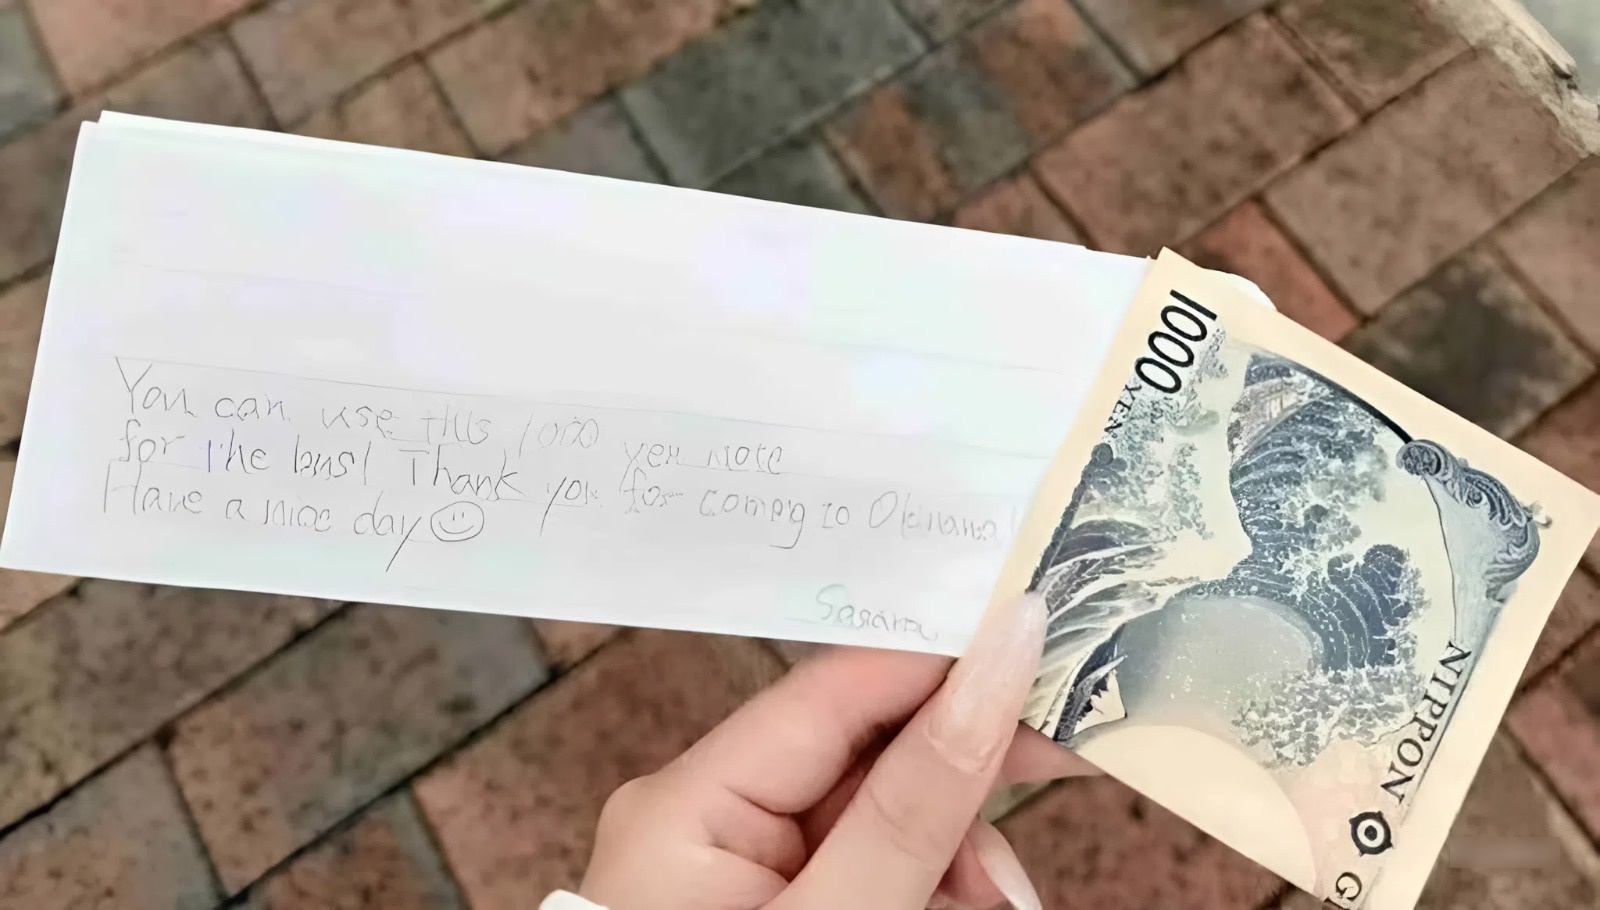 You can use this 1000 yen note
for the bus! Thank you for coming to Okinawa!
Have a nice day
1000
YEN
NIPPON G